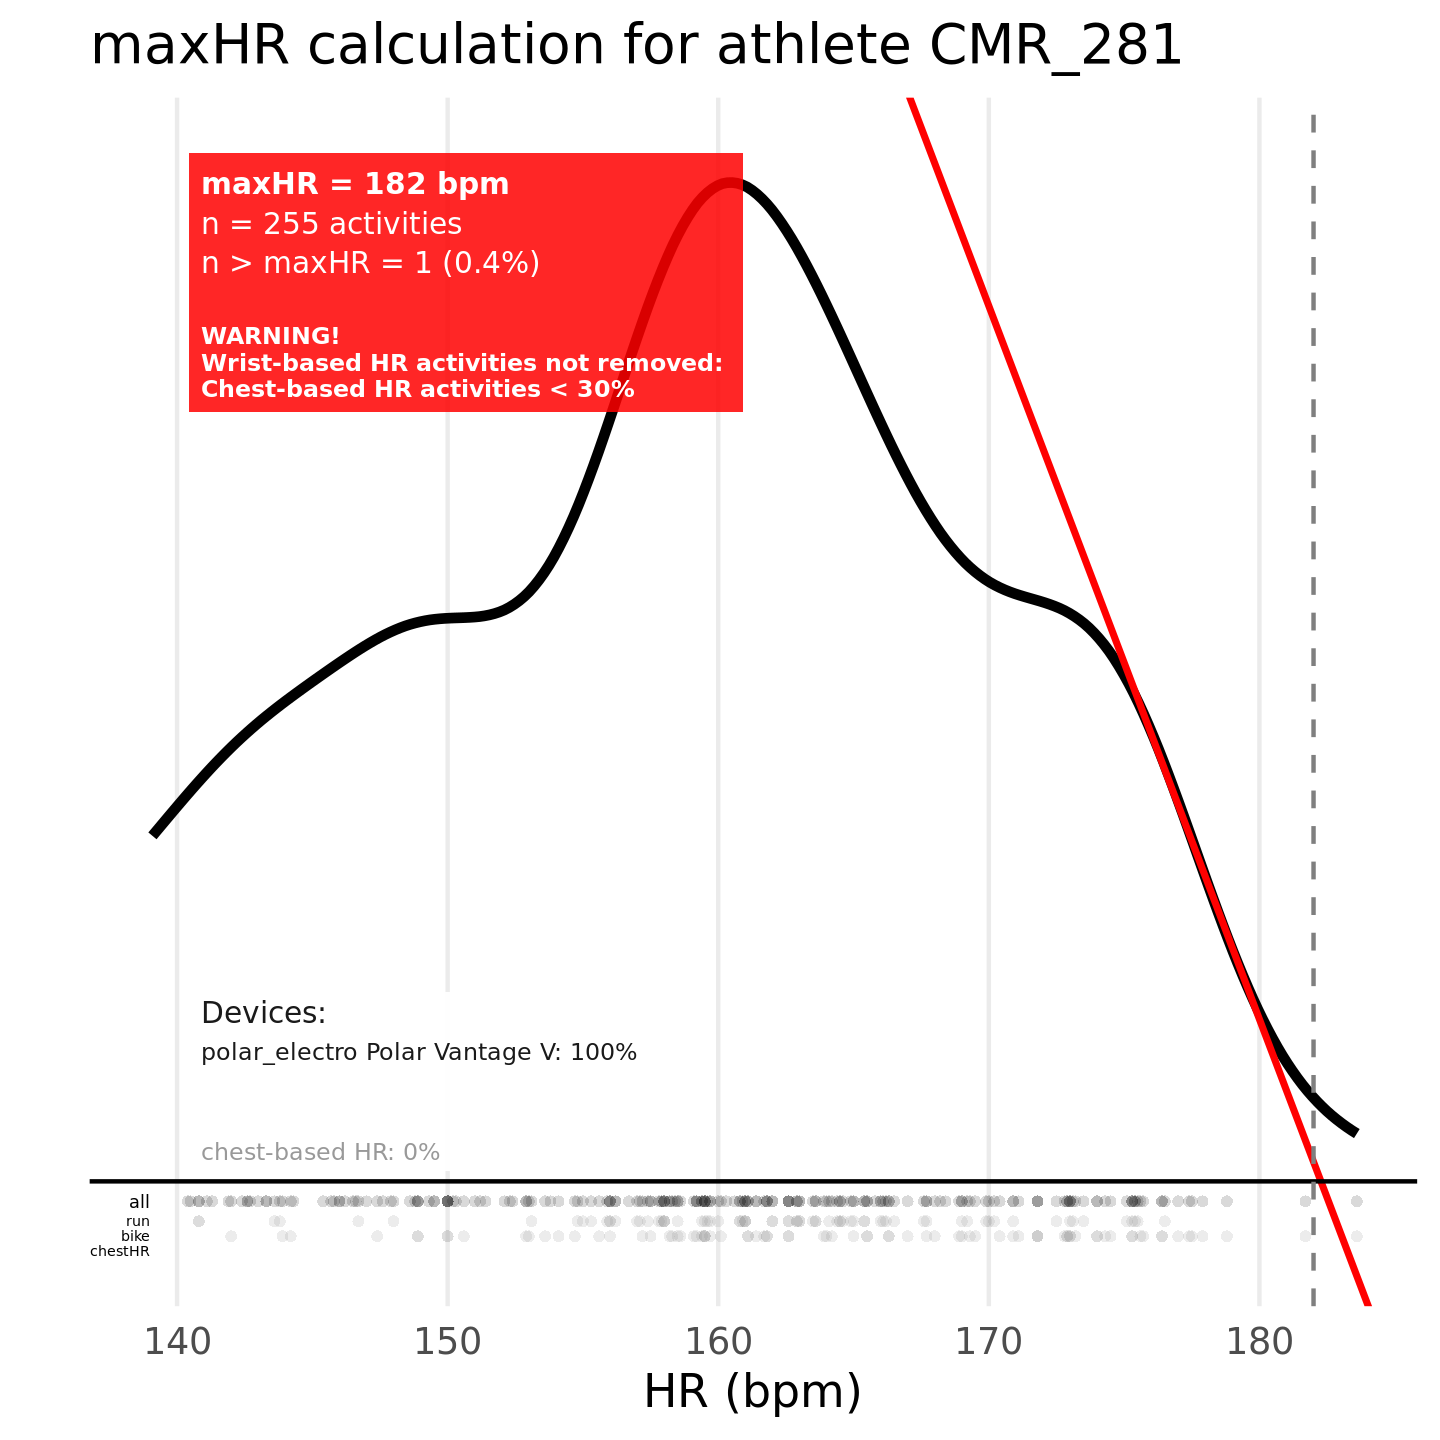 maxHR calculation for athlete CMR_281
maxHR = 182 bpm
n = 255 activities
n > maxHR = 1 (0.4%)
WARNING!
Wrist-based HR activities not removed:
Chest-based HR activities < 30%
Devices:
polar_electro Polar Vantage V: 100%
chest-based HR: 0%
all
run
bike
chestHR
140 150 160 170 180
HR (bpm)